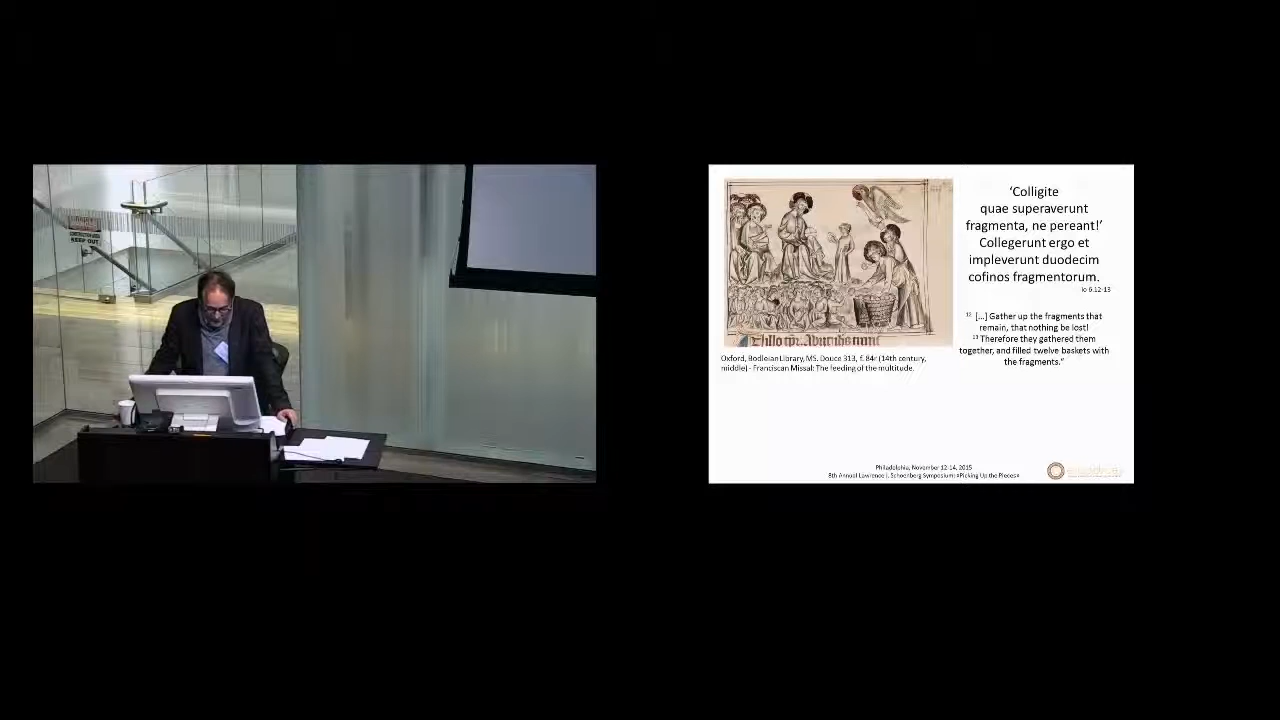 KEEP OUT
‘Colligite
quae superaverunt
fragmenta, ne pereant!’
Collegerunt ergo et
impleverunt duodecim
cofinos fragmentorum.
Io 6.12-13
12 [...] Gather up the fragments that
remain, that nothing be lost!
13 Therefore they gathered them
together, and filled twelve baskets with
the fragments.“
Oxford, Bodleian Library, MS. Douce 313, f. 84r (14th century,
middle) - Franciscan Missal: The feeding of the multitude.
Philadelphia, November 12-14, 2015
8th Annual Lawrence J. Schoenberg Symposium: »Picking Up the Pieces«